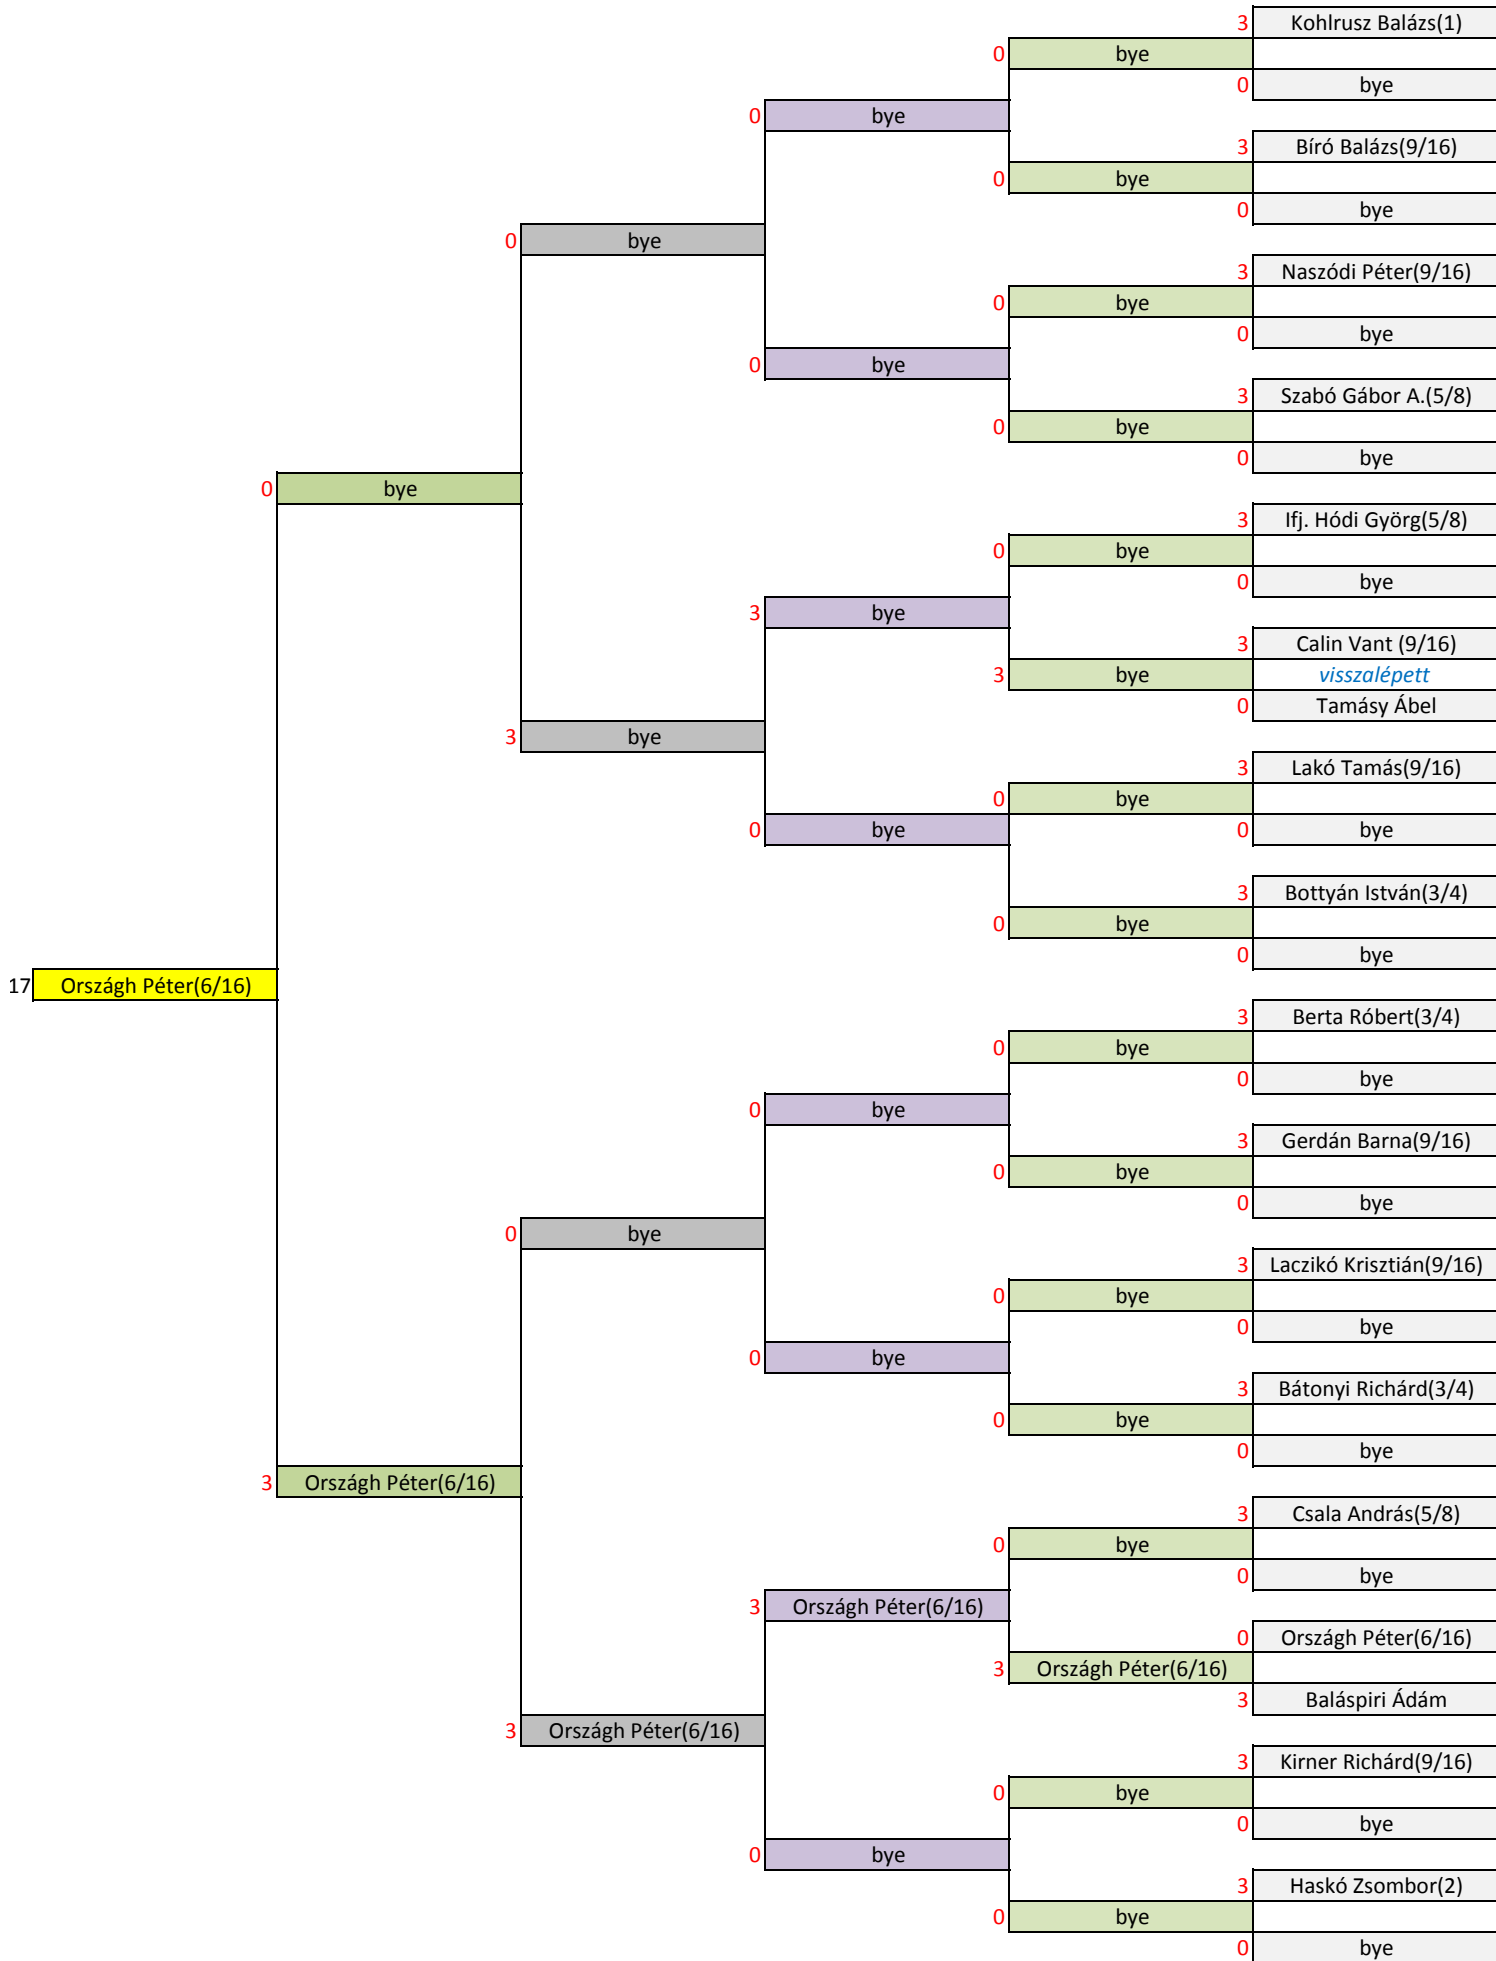 3 Kohlrusz Balázs(1)
0 bye
0 bye
0 bye
3 Bíró Balázs(9/16)
0 bye
0 bye
0 bye
3 Naszódi Péter(9/16)
0 bye
0 bye
0 bye
3 Szabó Gábor A.(5/8)
0 bye
0 bye
0 bye
3 Ifj. Hódi Györg(5/8)
0 bye
0 bye
3 bye
3 Calin Vant (9/16)
3 bye visszalépett
0 Tamásy Ábel
3 bye
3 Lakó Tamás(9/16)
0 bye
0 bye
0 bye
3 Bottyán István(3/4)
0 bye
0 bye
17 Országh Péter(6/16)
3 Berta Róbert(3/4)
0 bye
0 bye
0 bye
3 Gerdán Barna(9/16)
0 bye
0 bye
0 bye
3 Laczikó Krisztián(9/16)
0 bye
0 bye
0 bye
3 Bátonyi Richárd(3/4)
0 bye
0 bye
3 Országh Péter(6/16)
3 Csala András(5/8)
0 bye
0 bye
3 Országh Péter(6/16)
0 Országh Péter(6/16)
3 Országh Péter(6/16)
3 Baláspiri Ádám
3 Országh Péter(6/16)
3 Kirner Richárd(9/16)
0 bye
0 bye
0 bye
3 Haskó Zsombor(2)
0 bye
0 bye